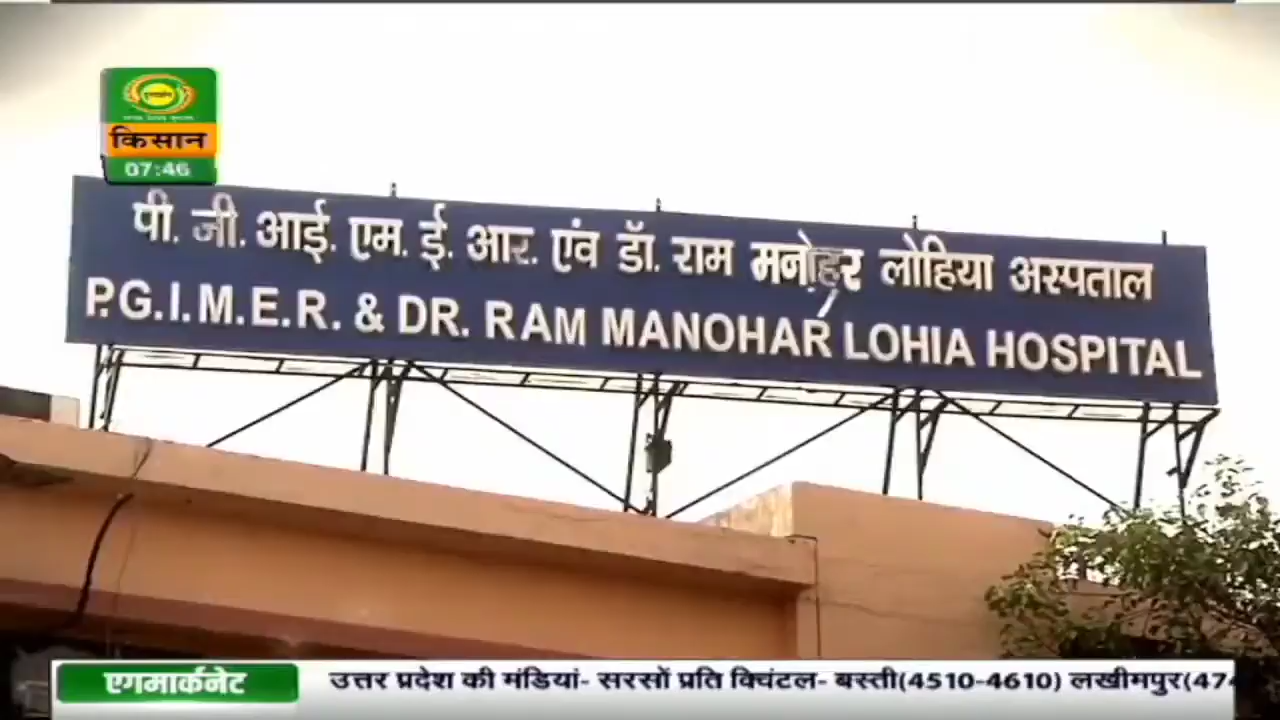 किसान
07:46
पी. जी. आई. एम. ई. आर. एंव डॉ. राम मनोहर लोहिया अस्पताल
P.G.I.M.E.R. & DR. RAM MANOHAR LOHIA HOSPITAL
एगमार्कनेट उत्तर प्रदेश की मंडियां- सरसों प्रति क्विंटल- बस्ती(4510-4610) लखीमपुर(474